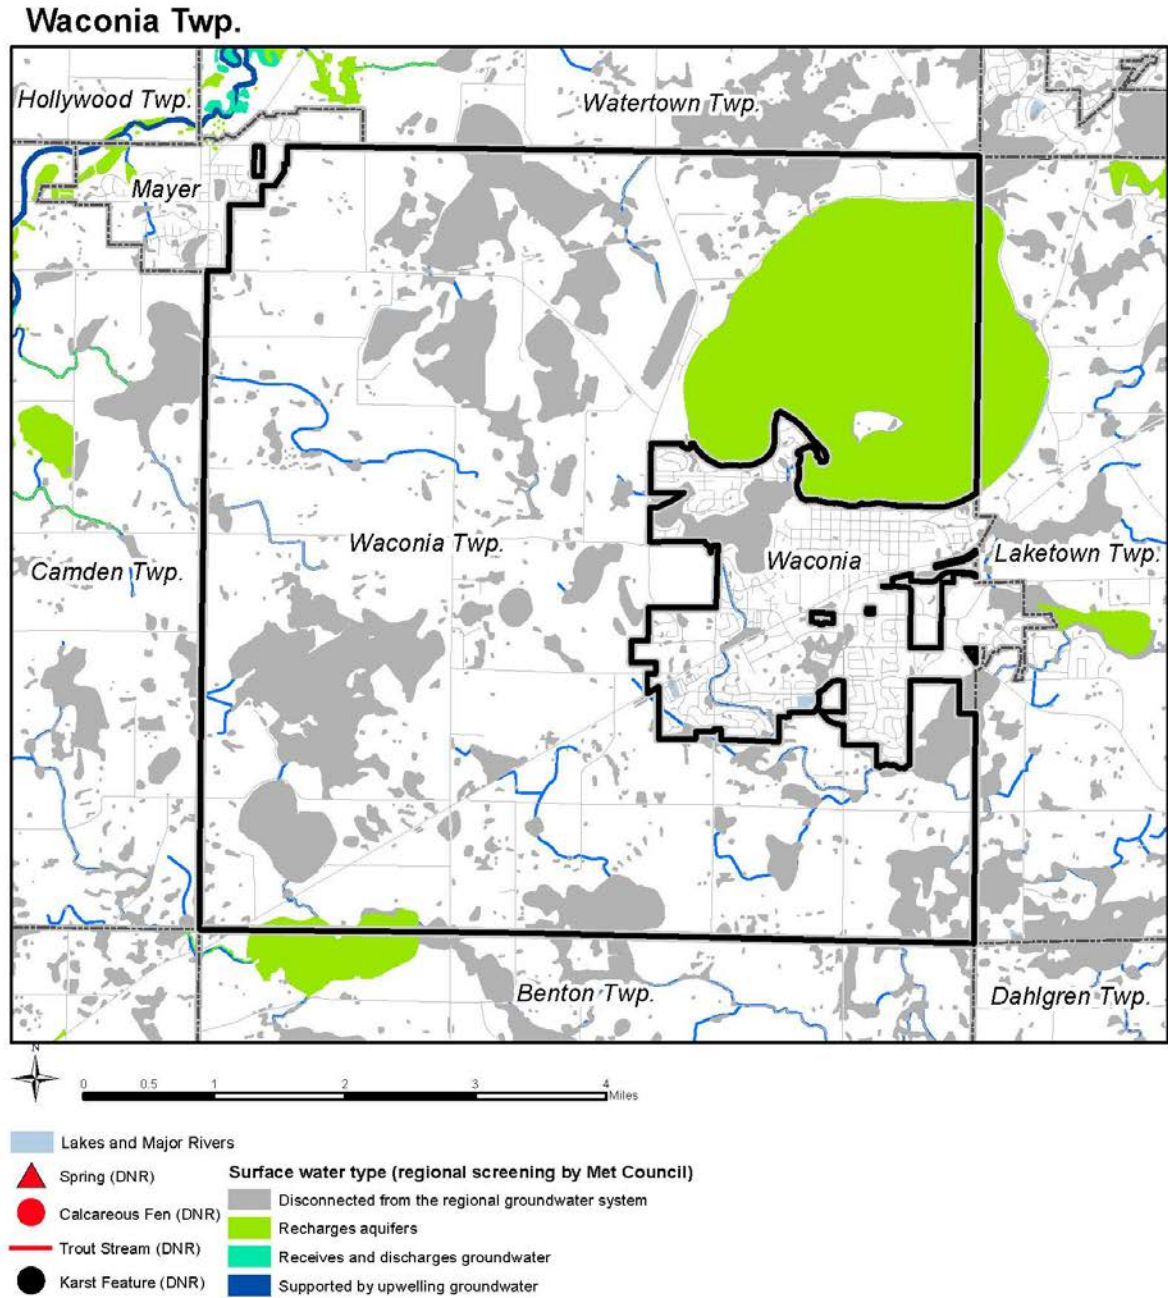 Waconia Twp.
Hollywood Twp.
Watertown Twp.
Mayer
Waconia Twp.
Waconia
Laketown Twp.
Camden Twp.
Benton Twp.
Dahlgren Twp.
N
0 0.5 1 2 3 4
Miles
Lakes and Major Rivers
Spring (DNR)
Calcareous Fen (DNR)
Trout Stream (DNR)
Karst Feature (DNR)
Surface water type (regional screening by Met Council)
Disconnected from the regional groundwater system
Recharges aquifers
Receives and discharges groundwater
Supported by upwelling groundwater